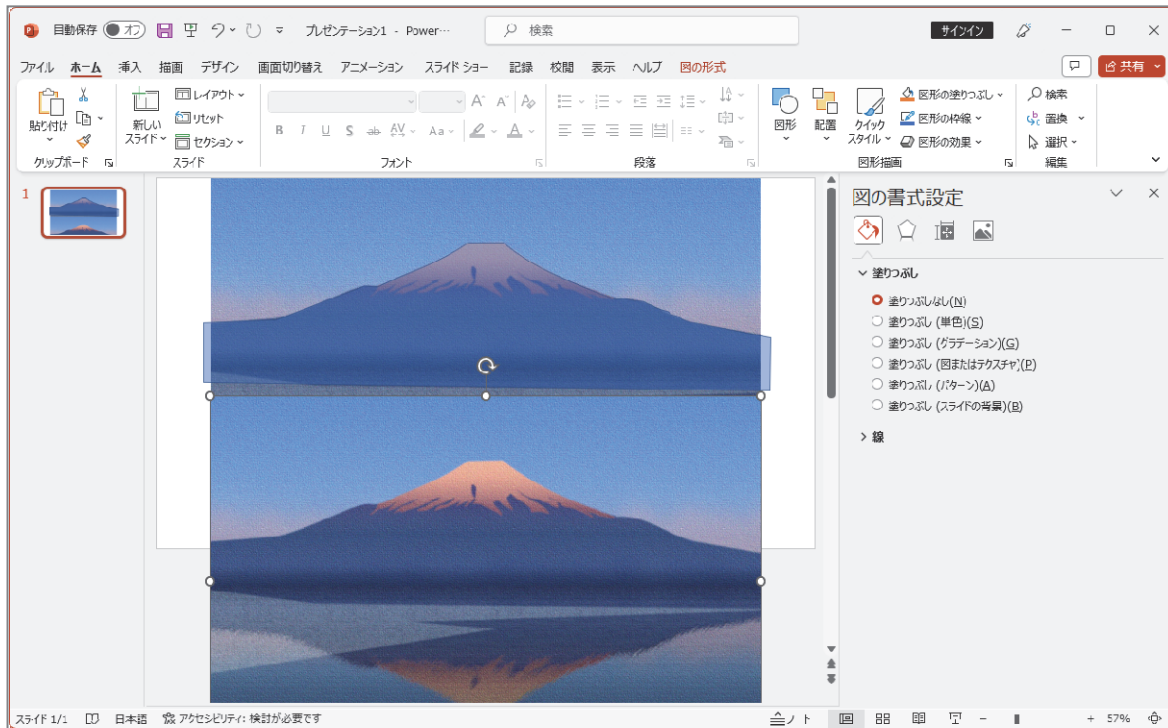 自動保存 オフ プレゼンテーション1 - Power… 検索 サインイン
ファイル ホーム 挿入 描画 デザイン 画面切り替え アニメーション スライド ショー 記録 校閲 表示 ヘルプ 図の形式 共有
貼り付け
クリップボード
新しい
スライド
レイアウト
リセット
セクション
スライド
B I U S ab AV Aa A
フォント
段落
図形
配置
クイック
スタイル
図形の塗りつぶし
図形の枠線
図形の効果
図形描画
検索
置換
選択
編集
1
図の書式設定
塗りつぶし
塗りつぶしなし(N)
塗りつぶし (単色)(S)
塗りつぶし (グラデーション)(G)
塗りつぶし (図またはテクスチャ)(P)
塗りつぶし (パターン)(A)
塗りつぶし (スライドの背景)(B)
線
スライド 1/1 日本語 アクセシビリティ: 検討が必要です ノート 57%